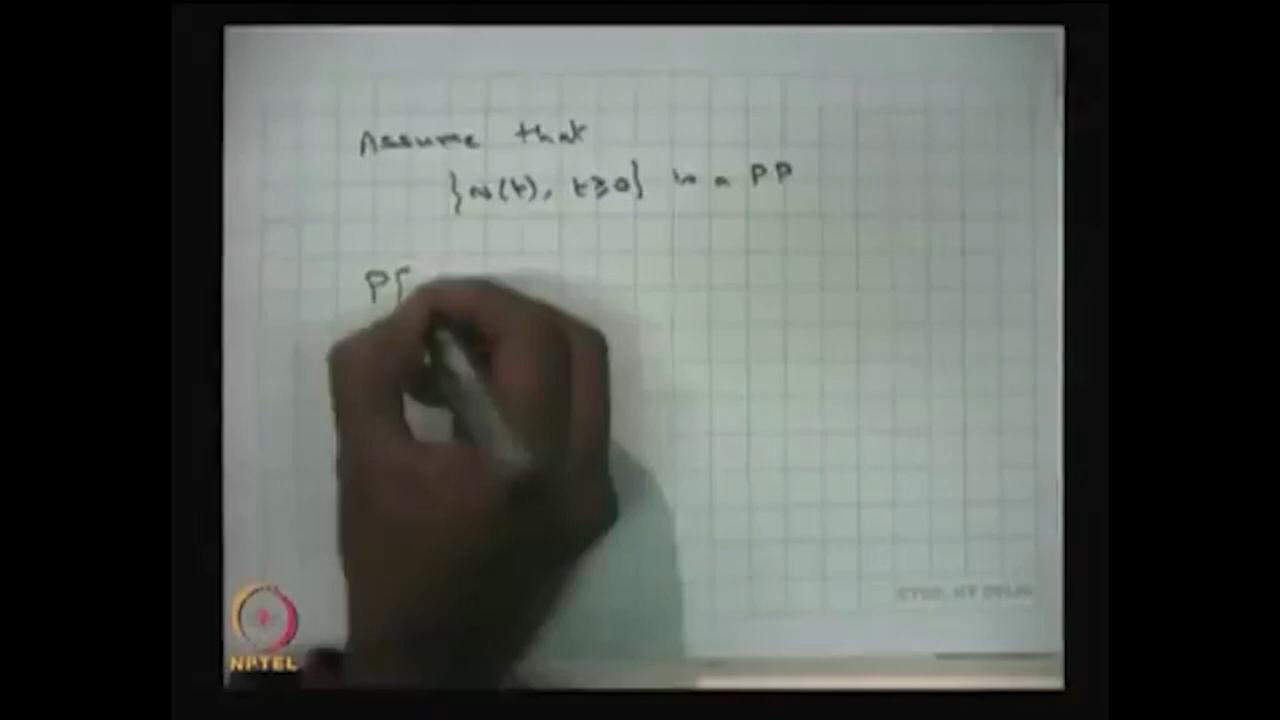 Assume that
{N(t), t≥0} is a PP
P{
NPTEL